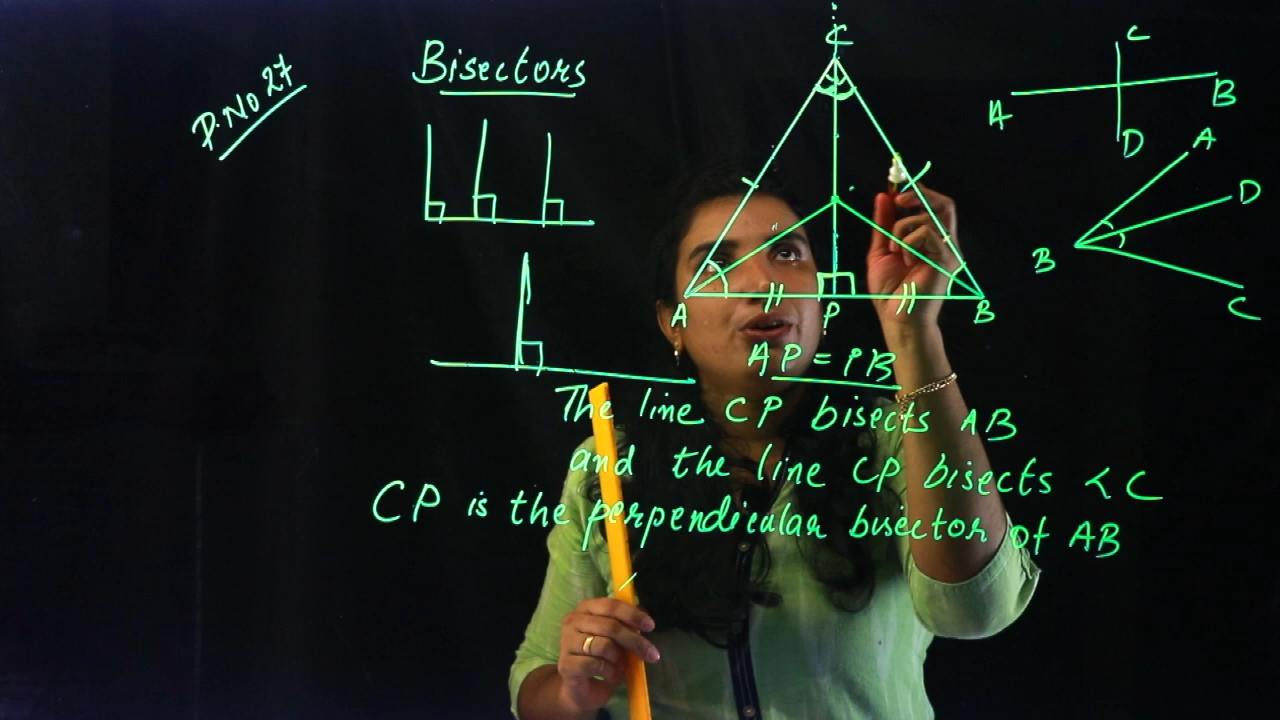 P.No 27
Bisectors
C
A
P
B
AP = PB
The line CP bisects AB
and the line CP bisects <C
CP is the perpendicular bisector of AB
C
A
B
D
A
D
B
C